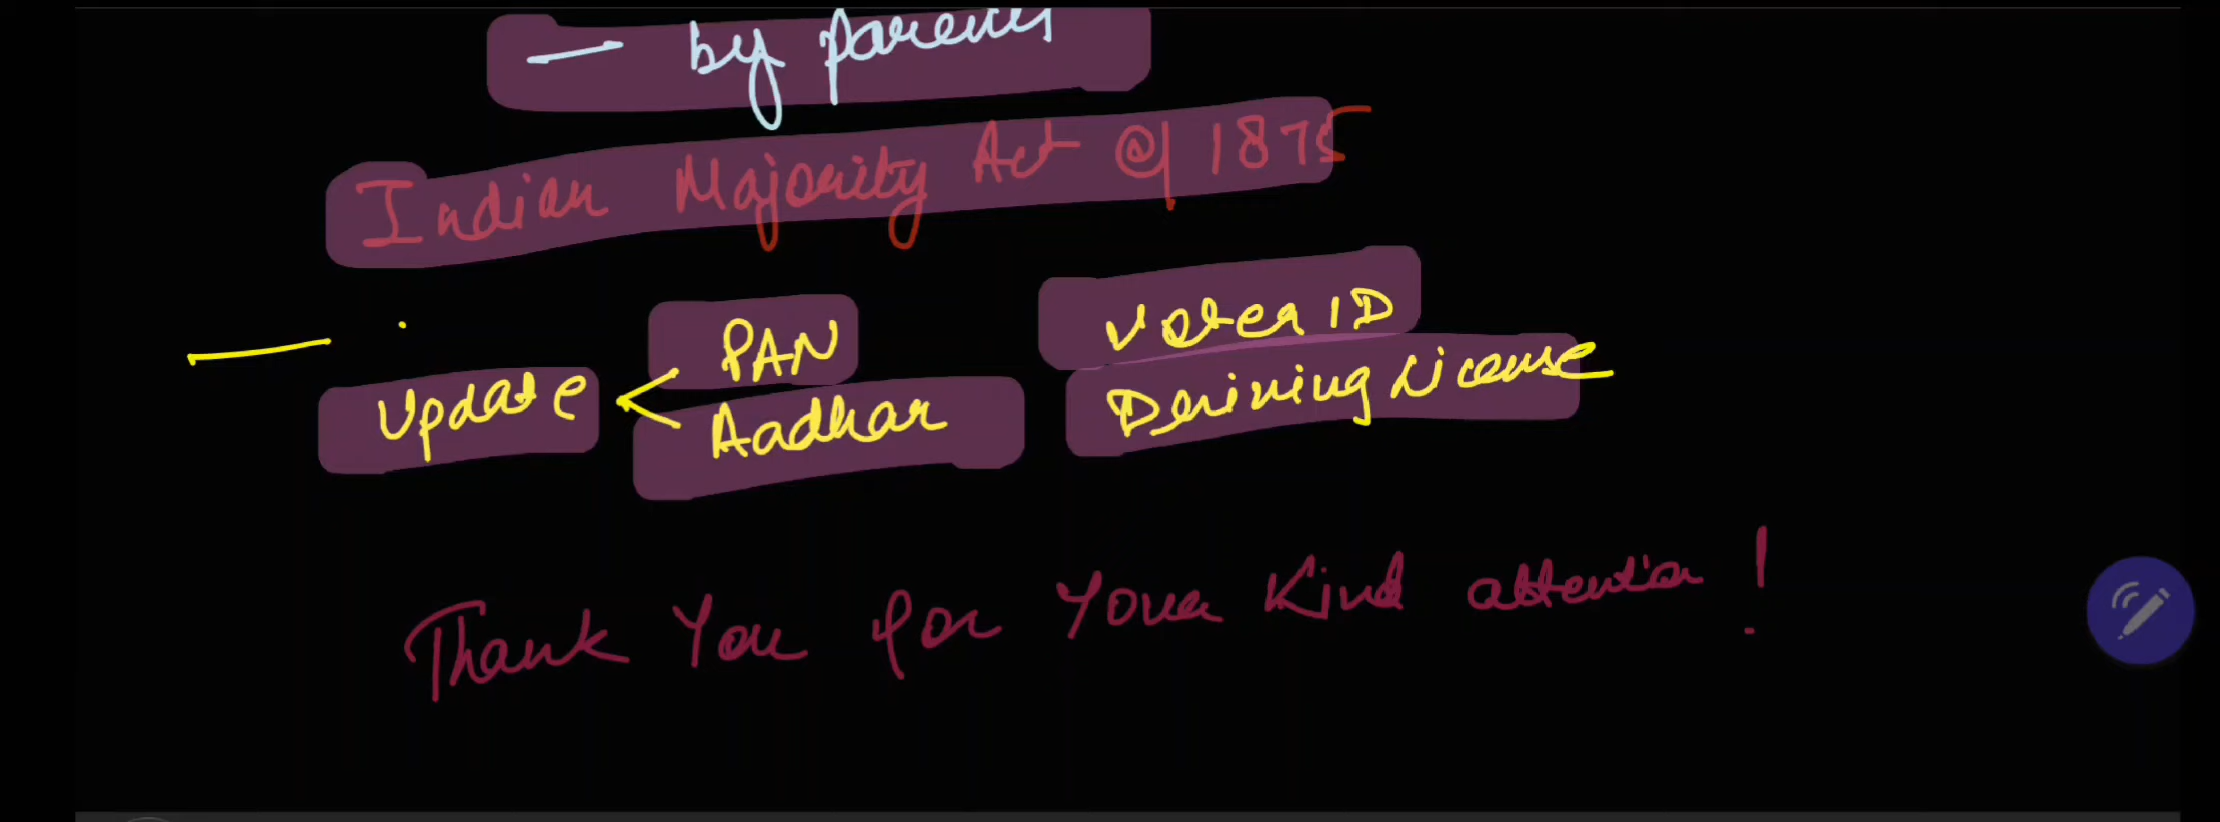 — by parents
Indian Majority Act of 1875
Update < PAN Voter ID
Aadhar Driving License
Thank You for Your Kind attention!